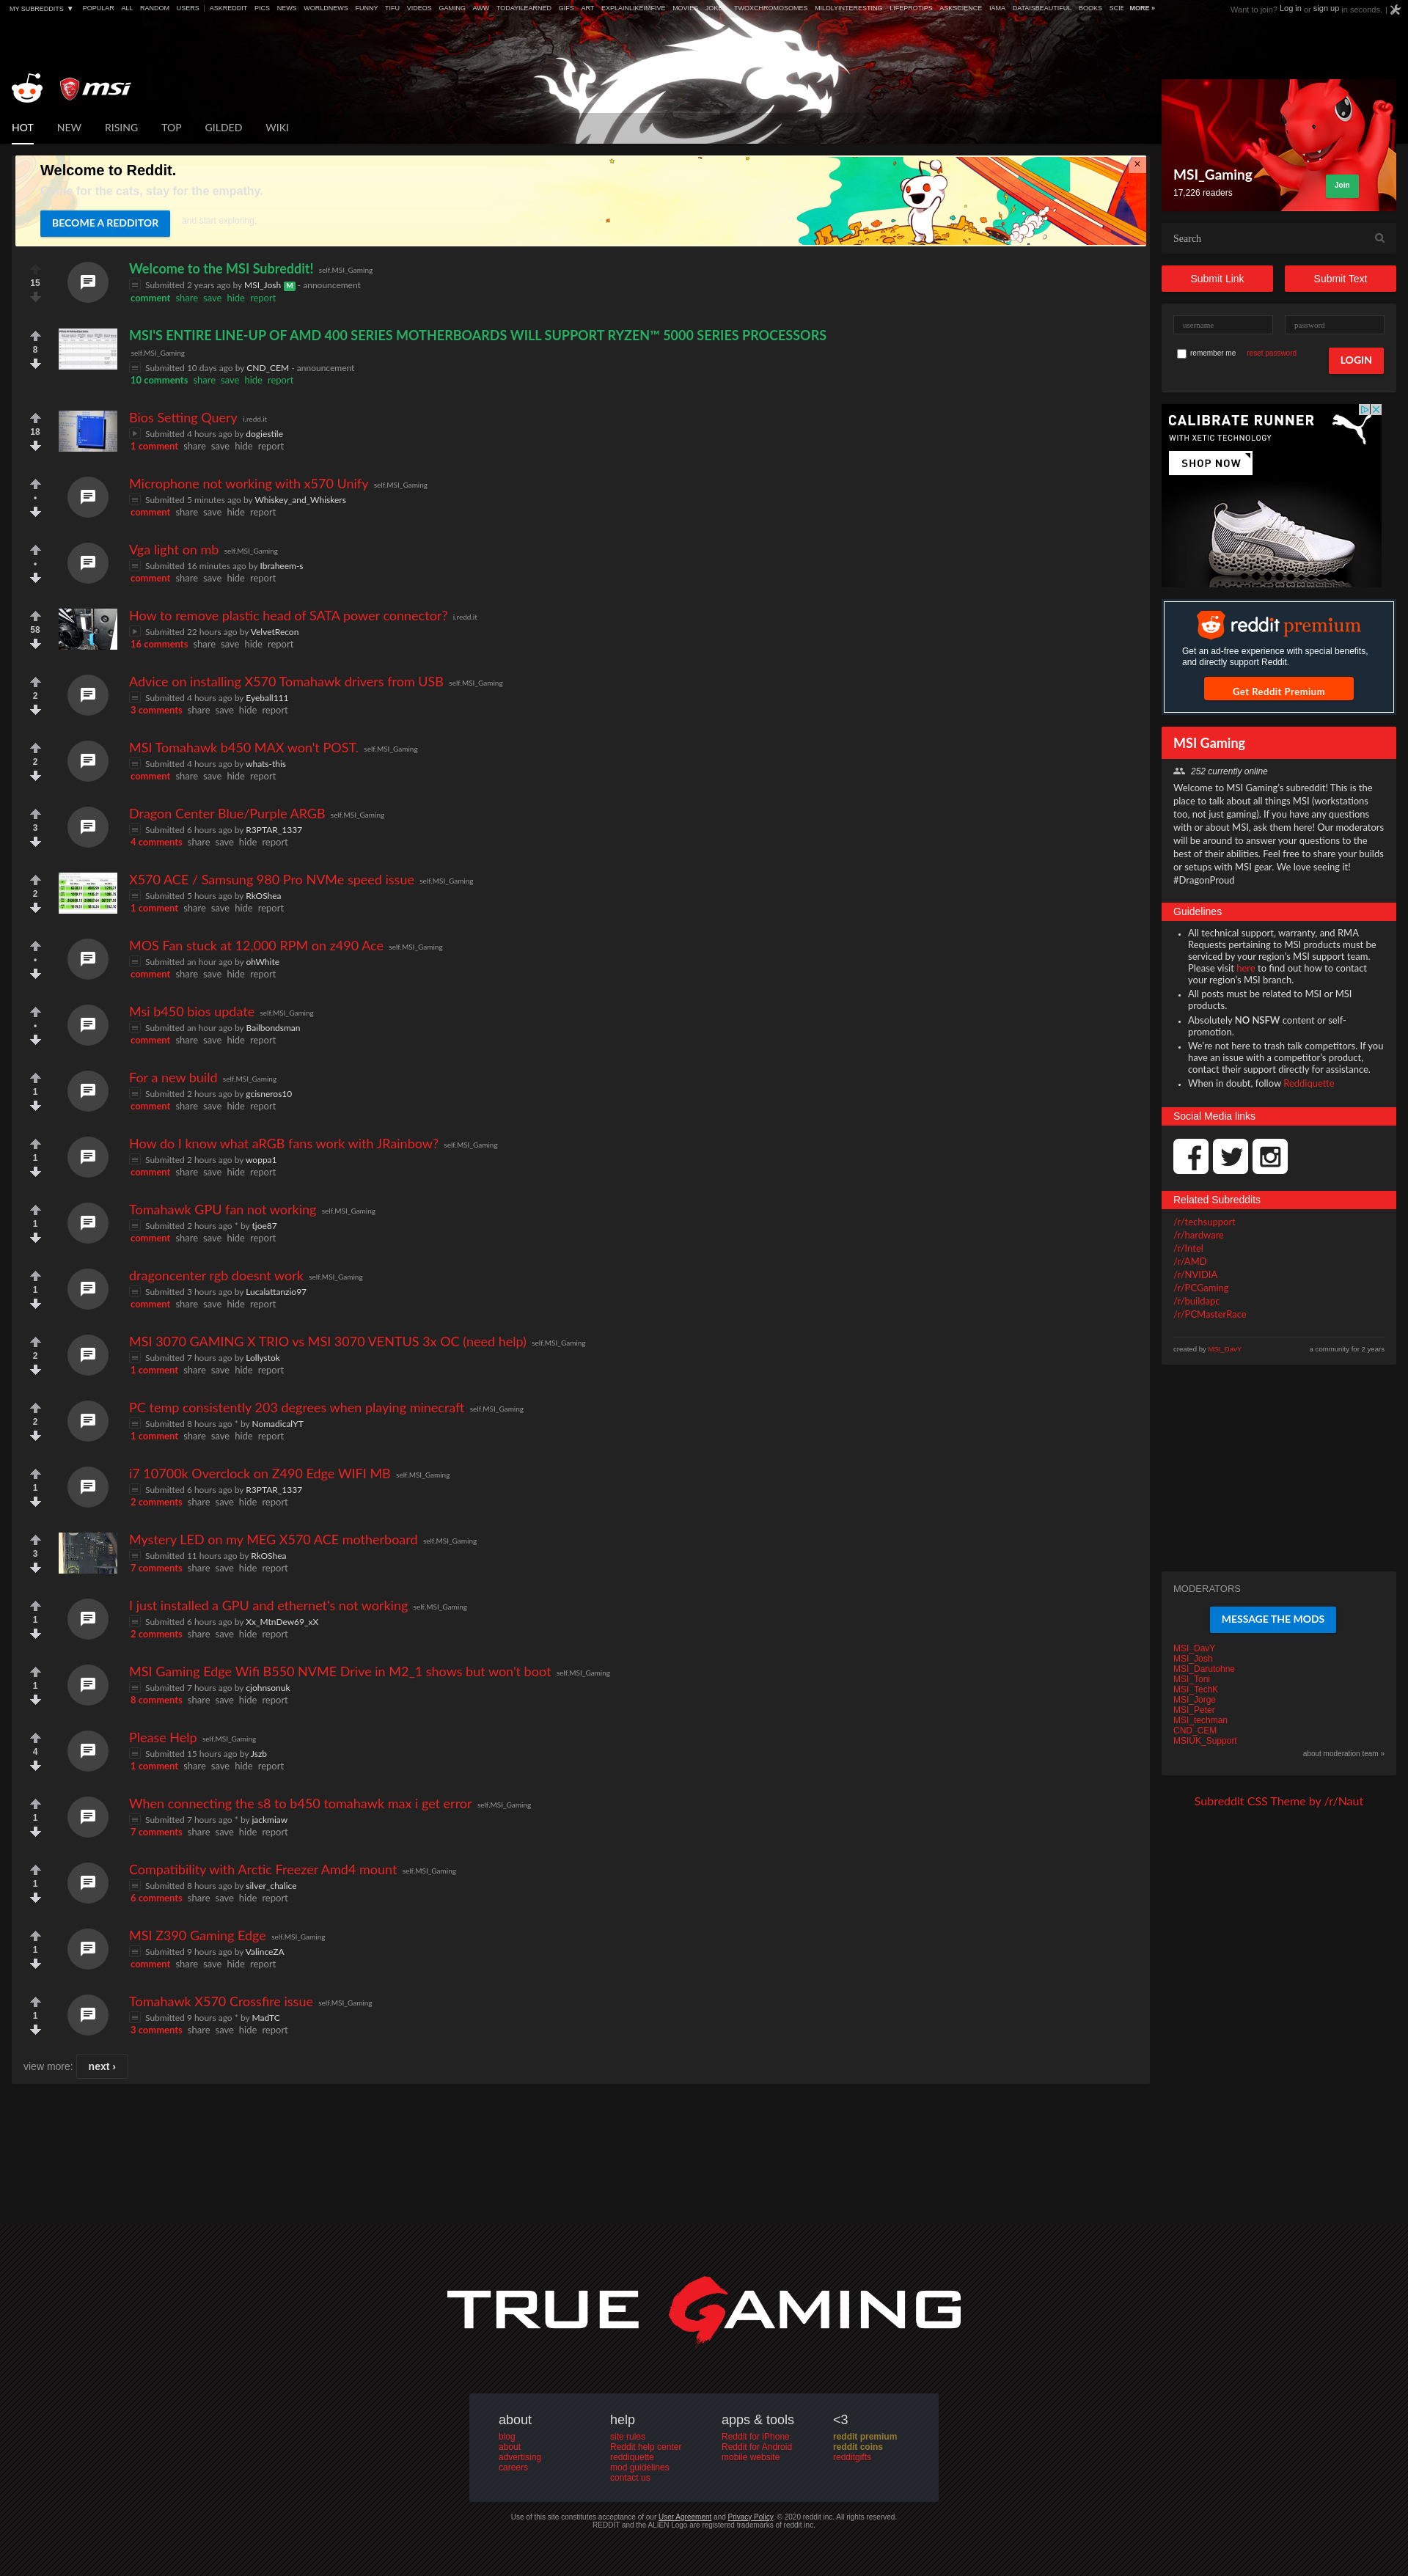 MY SUBREDDITS ▼ POPULAR ALL RANDOM USERS | ASKREDDIT PICS NEWS WORLDNEWS FUNNY TIFU VIDEOS GAMING AWW TODAYILEARNED GIFS ART EXPLAINLIKEIMFIVE MOVIES JOKES TWOXCHROMOSOMES MILDLYINTERESTING LIFEPROTIPS ASKSCIENCE IAMA DATAISBEAUTIFUL BOOKS SCIE MORE »
Want to join? Log in or sign up in seconds. |
msi
HOT NEW RISING TOP GILDED WIKI
Welcome to Reddit.
for the cats, stay for the empathy.
BECOME A REDDITOR
and start exploring.
×
15
Welcome to the MSI Subreddit! self.MSI_Gaming
Submitted 2 years ago by MSI_Josh M - announcement
comment share save hide report
8
MSI'S ENTIRE LINE-UP OF AMD 400 SERIES MOTHERBOARDS WILL SUPPORT RYZEN™ 5000 SERIES PROCESSORS
self.MSI_Gaming
Submitted 10 days ago by CND_CEM - announcement
10 comments share save hide report
18
Bios Setting Query i.redd.it
Submitted 4 hours ago by dogiestile
1 comment share save hide report
•
Microphone not working with x570 Unify self.MSI_Gaming
Submitted 5 minutes ago by Whiskey_and_Whiskers
comment share save hide report
•
Vga light on mb self.MSI_Gaming
Submitted 16 minutes ago by Ibraheem-s
comment share save hide report
58
How to remove plastic head of SATA power connector? i.redd.it
Submitted 22 hours ago by VelvetRecon
16 comments share save hide report
2
Advice on installing X570 Tomahawk drivers from USB self.MSI_Gaming
Submitted 4 hours ago by Eyeball111
3 comments share save hide report
2
MSI Tomahawk b450 MAX won't POST. self.MSI_Gaming
Submitted 4 hours ago by whats-this
comment share save hide report
3
Dragon Center Blue/Purple ARGB self.MSI_Gaming
Submitted 6 hours ago by R3PTAR_1337
4 comments share save hide report
2
X570 ACE / Samsung 980 Pro NVMe speed issue self.MSI_Gaming
Submitted 5 hours ago by RkOShea
1 comment share save hide report
•
MOS Fan stuck at 12,000 RPM on z490 Ace self.MSI_Gaming
Submitted an hour ago by ohWhite
comment share save hide report
•
Msi b450 bios update self.MSI_Gaming
Submitted an hour ago by Bailbondsman
comment share save hide report
1
For a new build self.MSI_Gaming
Submitted 2 hours ago by gcisneros10
comment share save hide report
1
How do I know what aRGB fans work with JRainbow? self.MSI_Gaming
Submitted 2 hours ago by woppa1
comment share save hide report
1
Tomahawk GPU fan not working self.MSI_Gaming
Submitted 2 hours ago * by tjoe87
comment share save hide report
1
dragoncenter rgb doesnt work self.MSI_Gaming
Submitted 3 hours ago by Lucalattanzio97
comment share save hide report
2
MSI 3070 GAMING X TRIO vs MSI 3070 VENTUS 3x OC (need help) self.MSI_Gaming
Submitted 7 hours ago by Lollystok
1 comment share save hide report
2
PC temp consistently 203 degrees when playing minecraft self.MSI_Gaming
Submitted 8 hours ago * by NomadicalYT
1 comment share save hide report
1
i7 10700k Overclock on Z490 Edge WIFI MB self.MSI_Gaming
Submitted 6 hours ago by R3PTAR_1337
2 comments share save hide report
3
Mystery LED on my MEG X570 ACE motherboard self.MSI_Gaming
Submitted 11 hours ago by RkOShea
7 comments share save hide report
1
I just installed a GPU and ethernet's not working self.MSI_Gaming
Submitted 6 hours ago by Xx_MtnDew69_xX
2 comments share save hide report
1
MSI Gaming Edge Wifi B550 NVME Drive in M2_1 shows but won't boot self.MSI_Gaming
Submitted 7 hours ago by cjohnsonuk
8 comments share save hide report
4
Please Help self.MSI_Gaming
Submitted 15 hours ago by Jszb
1 comment share save hide report
1
When connecting the s8 to b450 tomahawk max i get error self.MSI_Gaming
Submitted 7 hours ago * by jackmiaw
7 comments share save hide report
1
Compatibility with Arctic Freezer Amd4 mount self.MSI_Gaming
Submitted 8 hours ago by silver_chalice
6 comments share save hide report
1
MSI Z390 Gaming Edge self.MSI_Gaming
Submitted 9 hours ago by ValinceZA
comment share save hide report
1
Tomahawk X570 Crossfire issue self.MSI_Gaming
Submitted 9 hours ago * by MadTC
3 comments share save hide report
view more: next ›
MSI_Gaming
17,226 readers
Join
Search
Submit Link Submit Text
username password
remember me reset password LOGIN
CALIBRATE RUNNER
WITH XETIC TECHNOLOGY
SHOP NOW
reddit premium
Get an ad-free experience with special benefits,
and directly support Reddit.
Get Reddit Premium
MSI Gaming
252 currently online
Welcome to MSI Gaming's subreddit! This is the
place to talk about all things MSI (workstations
too, not just gaming). If you have any questions
with or about MSI, ask them here! Our moderators
will be around to answer your questions to the
best of their abilities. Feel free to share your builds
or setups with MSI gear. We love seeing it!
#DragonProud
Guidelines
• All technical support, warranty, and RMA
Requests pertaining to MSI products must be
serviced by your region's MSI support team.
Please visit here to find out how to contact
your region's MSI branch.
• All posts must be related to MSI or MSI
products.
• Absolutely NO NSFW content or self-
promotion.
• We're not here to trash talk competitors. If you
have an issue with a competitor's product,
contact their support directly for assistance.
• When in doubt, follow Reddiquette
Social Media links
Related Subreddits
/r/techsupport
/r/hardware
/r/Intel
/r/AMD
/r/NVIDIA
/r/PCGaming
/r/buildapc
/r/PCMasterRace
created by MSI_DavY a community for 2 years
MODERATORS
MESSAGE THE MODS
MSI_DavY
MSI_Josh
MSI_Darutohne
MSI_Toni
MSI_TechK
MSI_Jorge
MSI_Peter
MSI_techman
CND_CEM
MSIUK_Support
about moderation team »
Subreddit CSS Theme by /r/Naut
TRUE GAMING
about
blog
about
advertising
careers
help
site rules
Reddit help center
reddiquette
mod guidelines
contact us
apps & tools
Reddit for iPhone
Reddit for Android
mobile website
<3
reddit premium
reddit coins
redditgifts
Use of this site constitutes acceptance of our User Agreement and Privacy Policy. © 2020 reddit inc. All rights reserved.
REDDIT and the ALIEN Logo are registered trademarks of reddit inc.